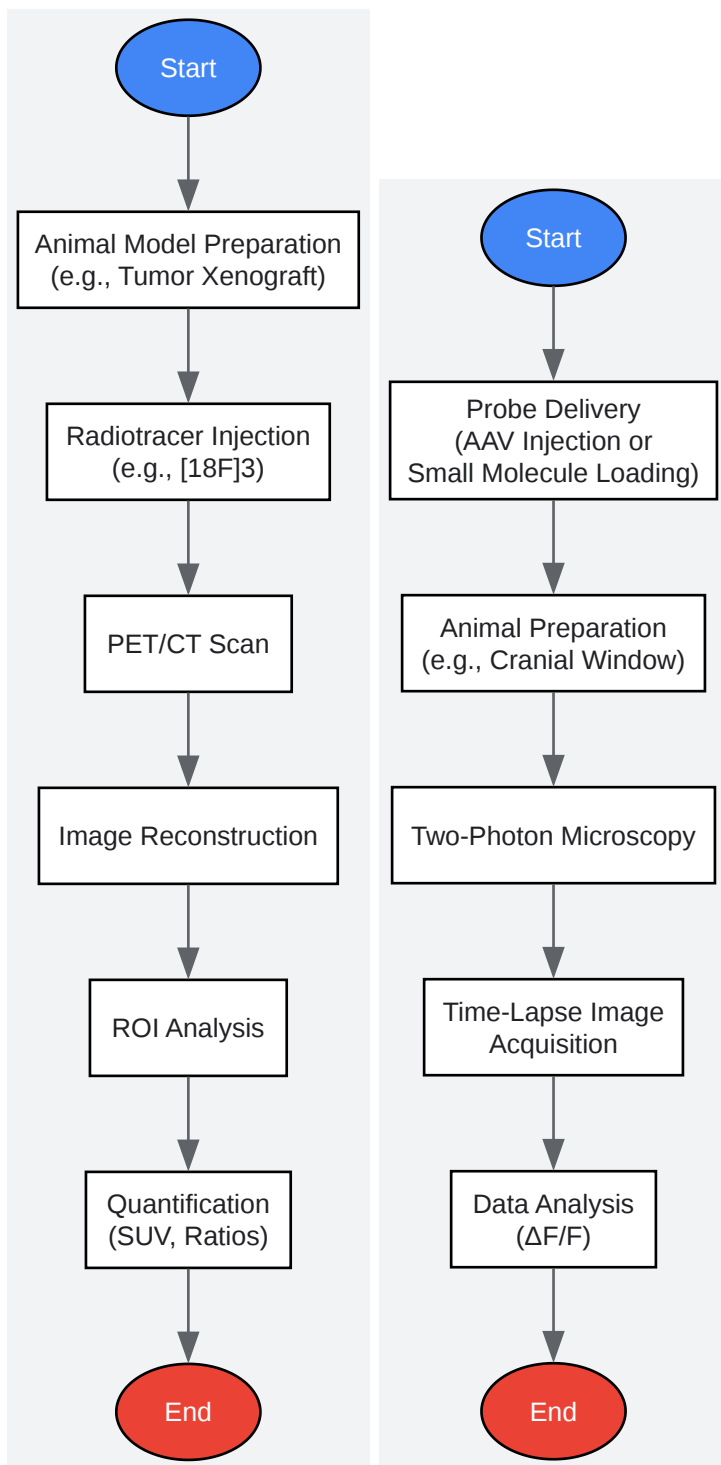 Start
Animal Model Preparation
(e.g., Tumor Xenograft)
Radiotracer Injection
(e.g., [18F]3)
PET/CT Scan
Image Reconstruction
ROI Analysis
Quantification
(SUV, Ratios)
End
Start
Probe Delivery
(AAV Injection or
Small Molecule Loading)
Animal Preparation
(e.g., Cranial Window)
Two-Photon Microscopy
Time-Lapse Image
Acquisition
Data Analysis
(ΔF/F)
End